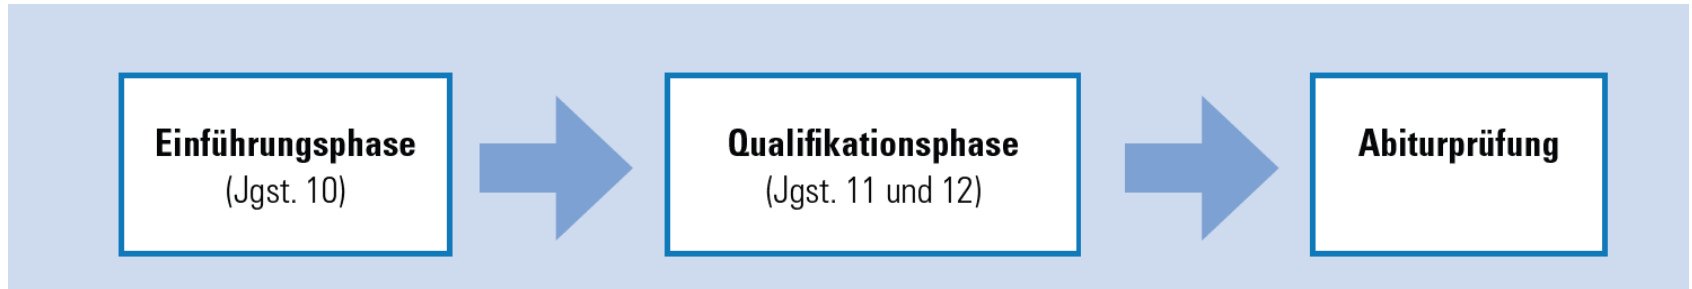 Einführungsphase
(Jgst. 10)
Qualifikationsphase
(Jgst. 11 und 12)
Abiturprüfung